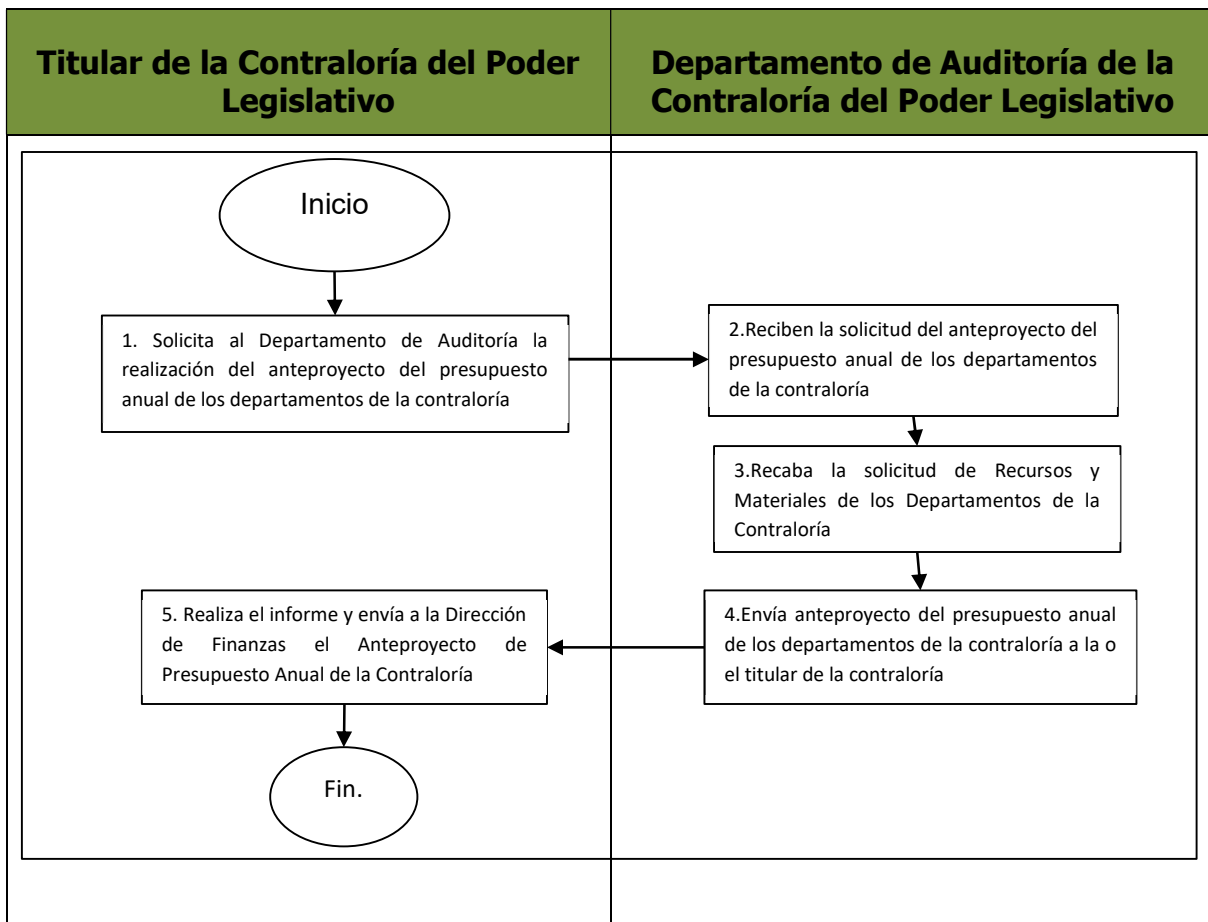 Titular de la Contraloría del Poder
Legislativo
Departamento de Auditoría de la
Contraloría del Poder Legislativo
Inicio
1. Solicita al Departamento de Auditoría la
realización del anteproyecto del presupuesto
anual de los departamentos de la contraloría
2.Reciben la solicitud del anteproyecto del
presupuesto anual de los departamentos
de la contraloría
3.Recaba la solicitud de Recursos y
Materiales de los Departamentos de la
Contraloría
4.Envía anteproyecto del presupuesto anual
de los departamentos de la contraloría a la o
el titular de la contraloría
5. Realiza el informe y envía a la Dirección
de Finanzas el Anteproyecto de
Presupuesto Anual de la Contraloría
Fin.